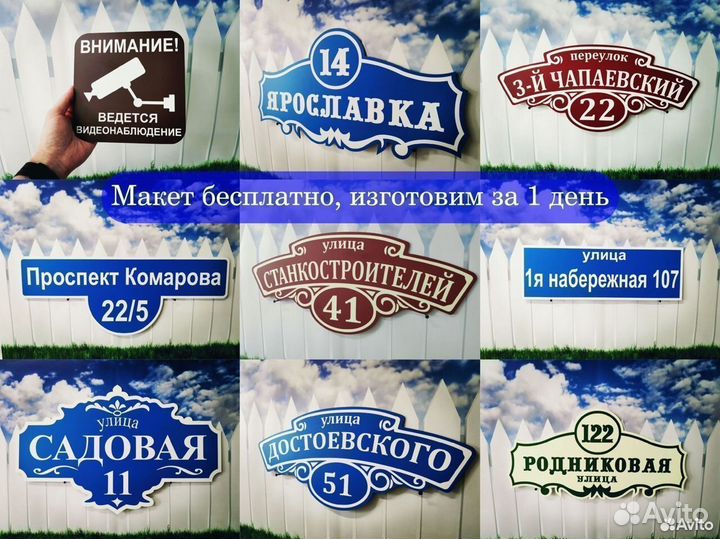 ВНИМАНИЕ!
ВЕДЕТСЯ
ВИДЕОНАБЛЮДЕНИЕ
14
ЯРОСЛАВКА
переулок
3-Й ЧАПАЕВСКИЙ
22
Макет бесплатно, изготовим за 1 день
Проспект Комарова
22/5
улица
СТАНКОСТРОИТЕЛЕЙ
41
улица
1я набережная 107
улица
САДОВАЯ
11
улица
ДОСТОЕВСКОГО
51
122
РОДНИКОВАЯ
УЛИЦА
Avito
Avito